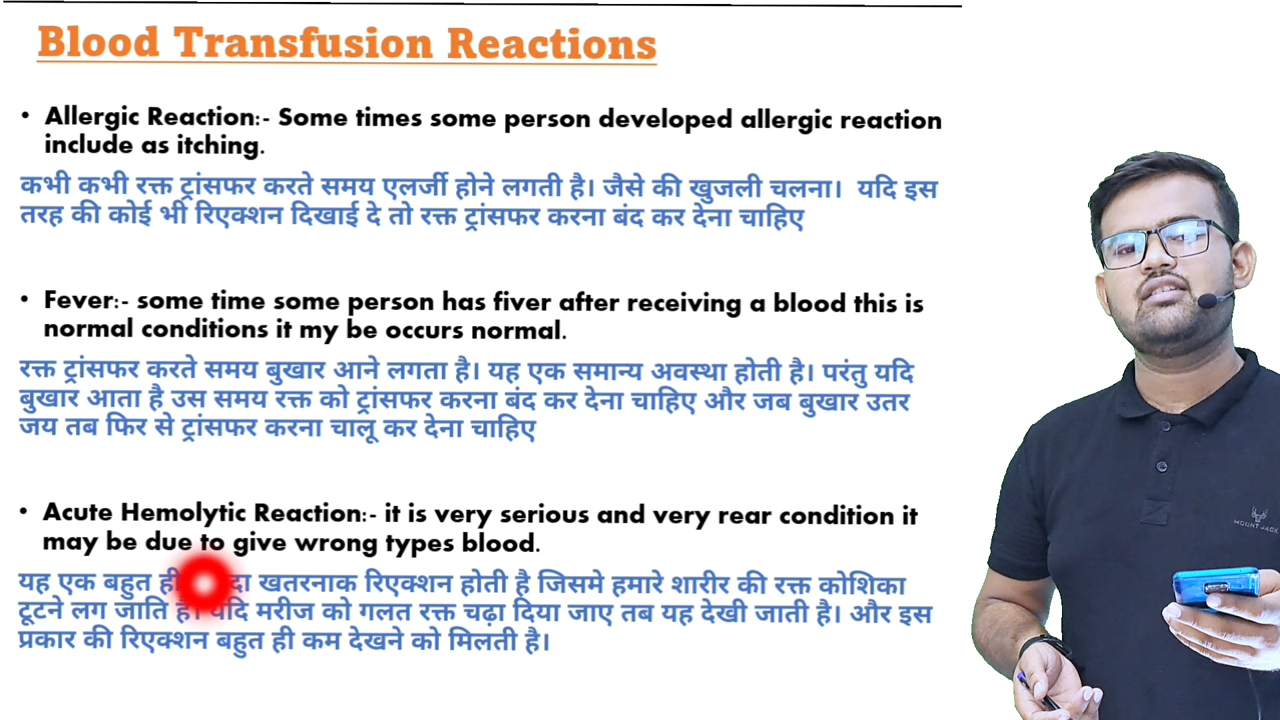 Blood Transfusion Reactions
• Allergic Reaction:- Some times some person developed allergic reaction
include as itching.
कभी कभी रक्त ट्रांसफर करते समय एलर्जी होने लगती है। जैसे की खुजली चलना। यदि इस
तरह की कोई भी रिएक्शन दिखाई दे तो रक्त ट्रांसफर करना बंद कर देना चाहिए
• Fever:- some time some person has fiver after receiving a blood this is
normal conditions it my be occurs normal.
रक्त ट्रांसफर करते समय बुखार आने लगता है। यह एक समान्य अवस्था होती है। परंतु यदि
बुखार आता है उस समय रक्त को ट्रांसफर करना बंद कर देना चाहिए और जब बुखार उतर
जय तब फिर से ट्रांसफर करना चालू कर देना चाहिए
• Acute Hemolytic Reaction:- it is very serious and very rear condition it
may be due to give wrong types blood.
यह एक बहुत ही खतरनाक रिएक्शन होती है जिसमे हमारे शारीर की रक्त कोशिका
टूटने लग जाति है। यदि मरीज को गलत रक्त चढ़ा दिया जाए तब यह देखी जाती है। और इस
प्रकार की रिएक्शन बहुत ही कम देखने को मिलती है।